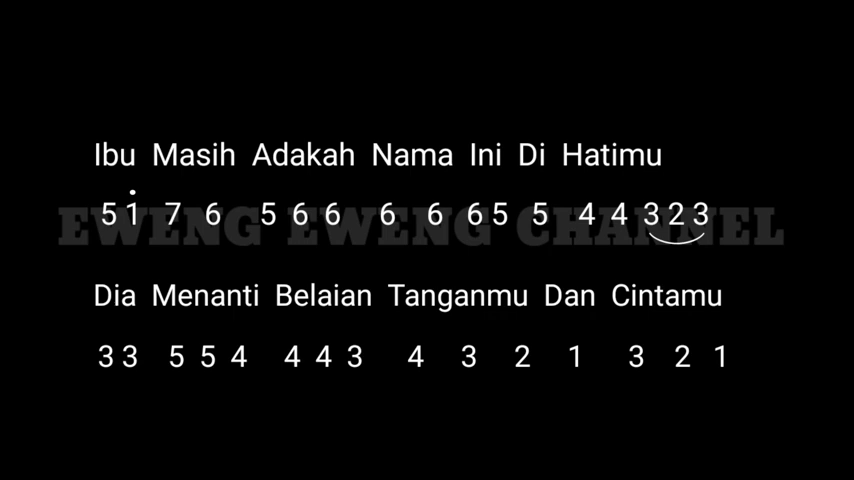 Ibu Masih Adakah Nama Ini Di Hatimu
5 1̇ 7 6 5 6 6 6 6 6 5 5 4 4 3 2 3
EWENG EWENG CHANNEL
Dia Menanti Belaian Tanganmu Dan Cintamu
3 3 5 5 4 4 4 3 4 3 2 1 3 2 1